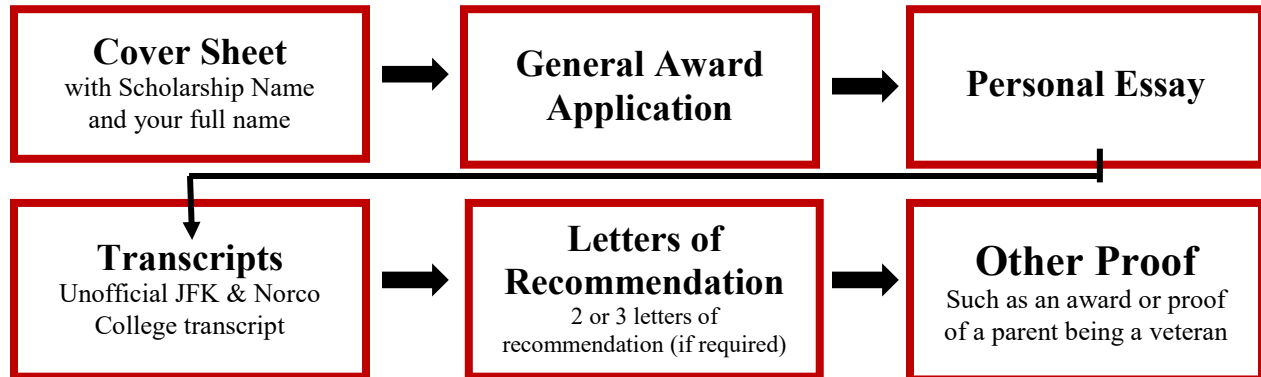 Cover Sheet
with Scholarship Name
and your full name
General Award
Application
Personal Essay
Transcripts
Unofficial JFK & Norco
College transcript
Letters of
Recommendation
2 or 3 letters of
recommendation (if required)
Other Proof
Such as an award or proof
of a parent being a veteran